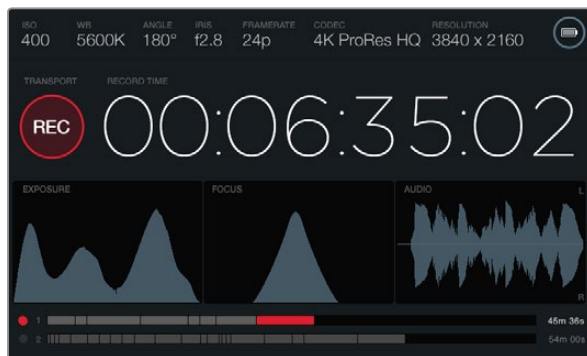 ISO WB ANGLE IRIS FRAMERATE CODEC RESOLUTION
400 5600K 180° f2.8 24p 4K ProRes HQ 3840 x 2160
TRANSPORT RECORD TIME
REC 00:06:35:02
EXPOSURE FOCUS AUDIO L
R
1 45m 36s
2 54m 00s